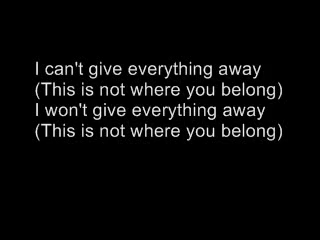 I can't give everything away
(This is not where you belong)
I won't give everything away
(This is not where you belong)